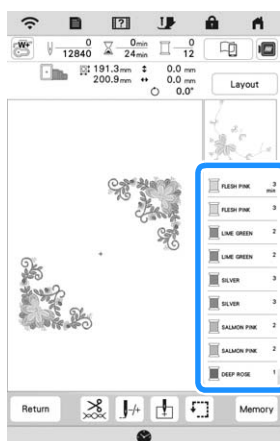 W+
0
12840
0min
24min
0
12
191.3mm
200.9mm
0.0 mm
0.0 mm
0.0°
Layout
FLESH PINK 3 min
FLESH PINK 3
LIME GREEN 2
LIME GREEN 2
SILVER 3
SILVER 3
SALMON PINK 2
SALMON PINK 2
DEEP ROSE 1
Return
-/+
Memory